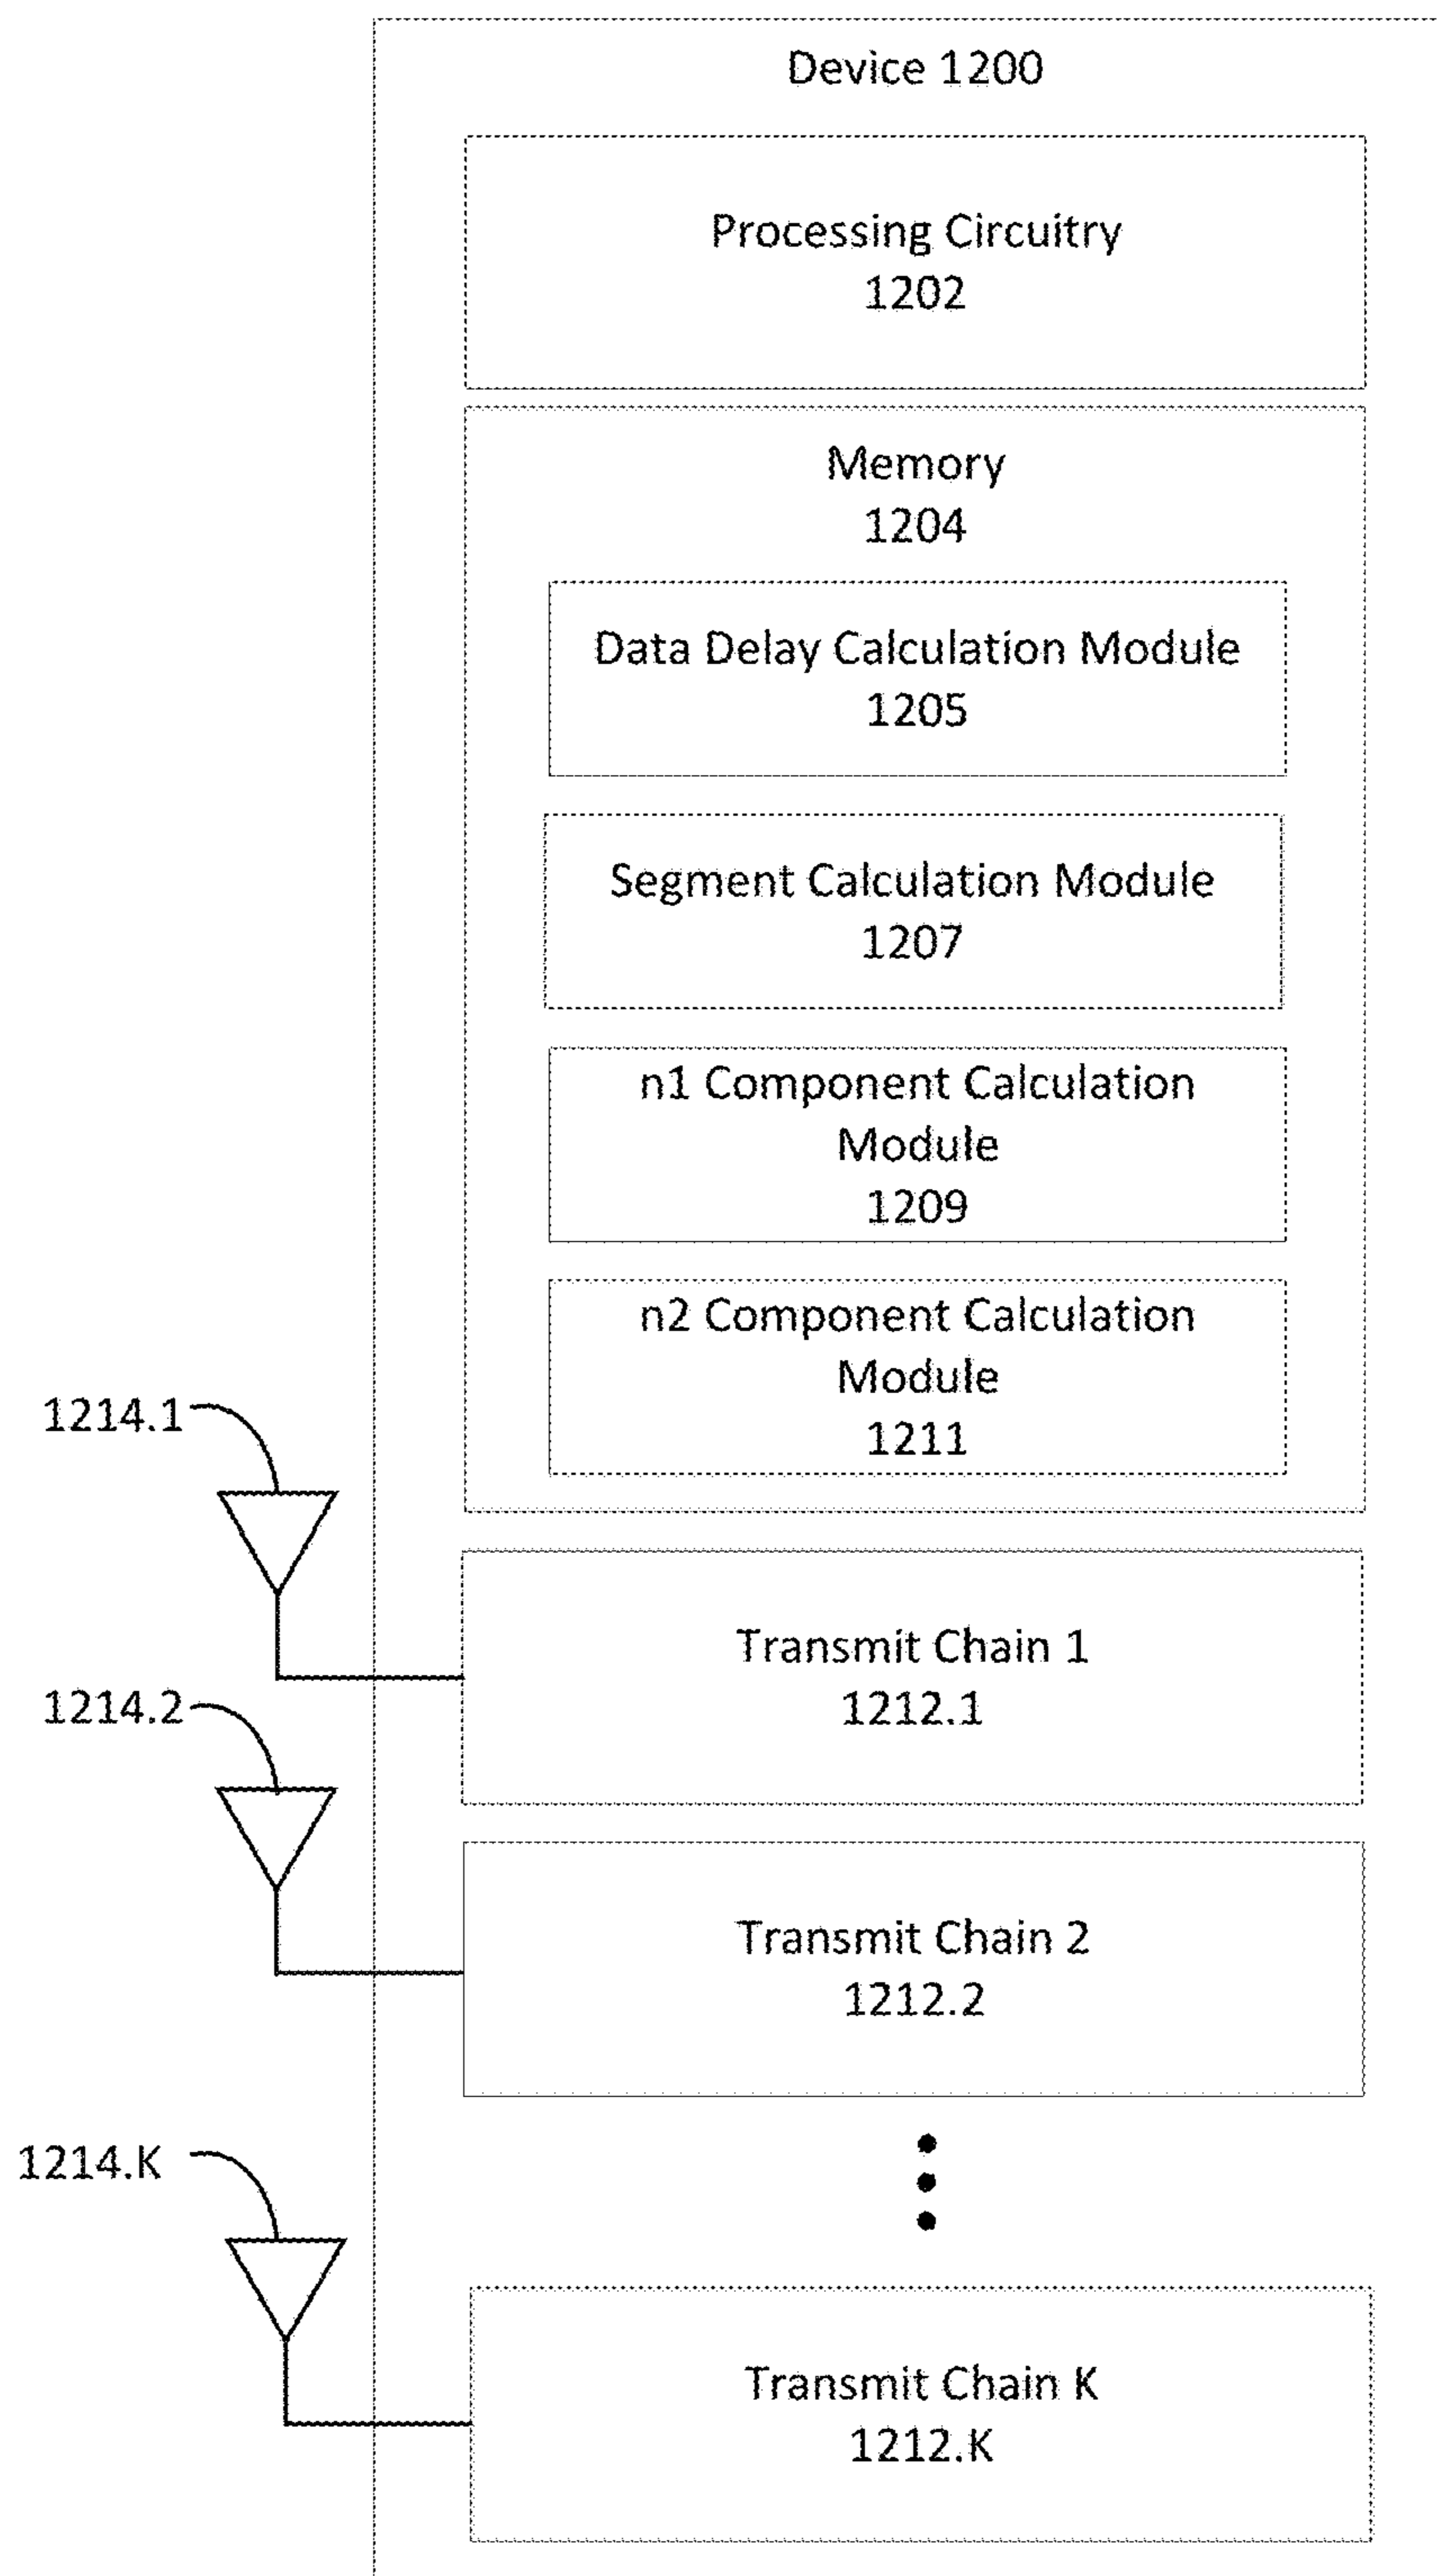 Device 1200
Processing Circuitry
1202
Memory
1204
Data Delay Calculation Module
1205
Segment Calculation Module
1207
n1 Component Calculation
Module
1209
n2 Component Calculation
Module
1211
1214.1
Transmit Chain 1
1212.1
1214.2
Transmit Chain 2
1212.2
1214.K
Transmit Chain K
1212.K